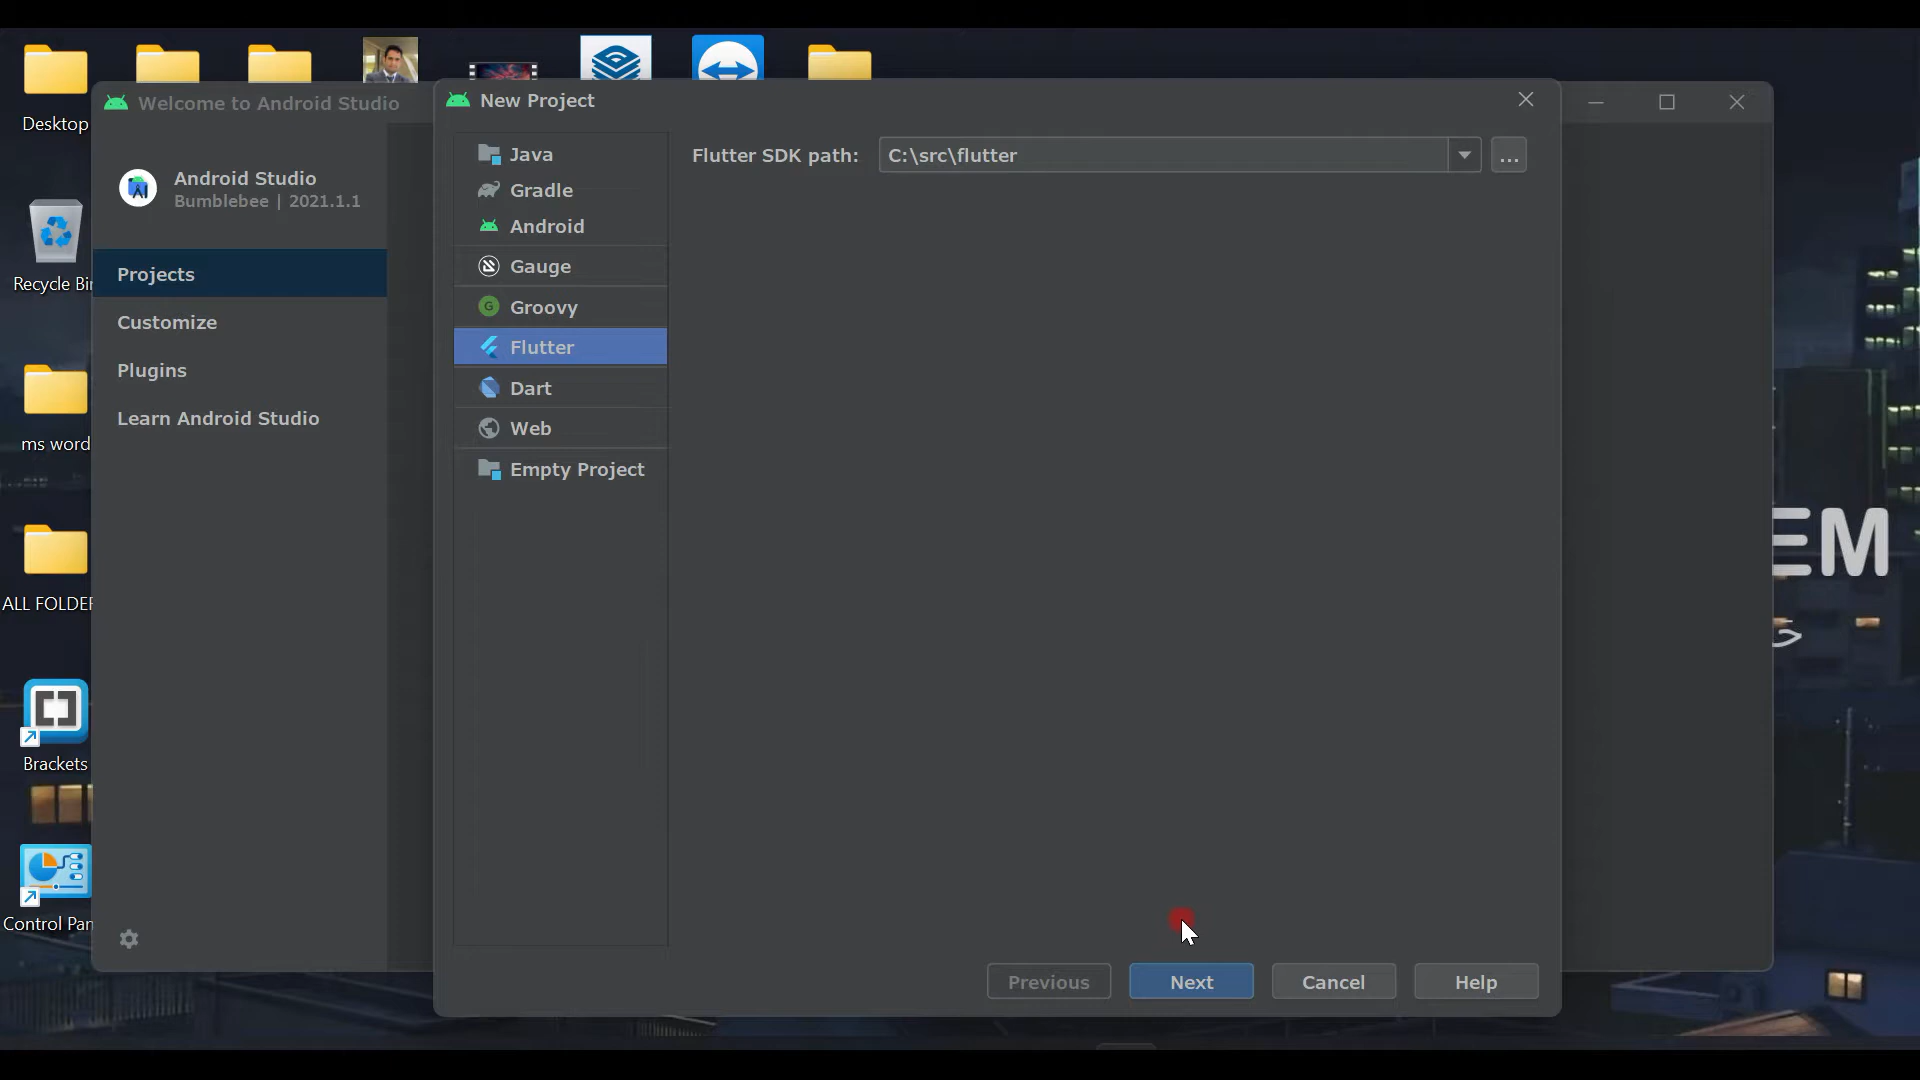 Desktop
Recycle Bi
ms word
ALL FOLDER
Brackets
Control Pan
Welcome to Android Studio
Android Studio
Bumblebee | 2021.1.1
Projects
Customize
Plugins
Learn Android Studio
New Project
Java
Gradle
Android
Gauge
Groovy
Flutter
Dart
Web
Empty Project
Flutter SDK path:
C:\src\flutter
...
Previous
Next
Cancel
Help
EM